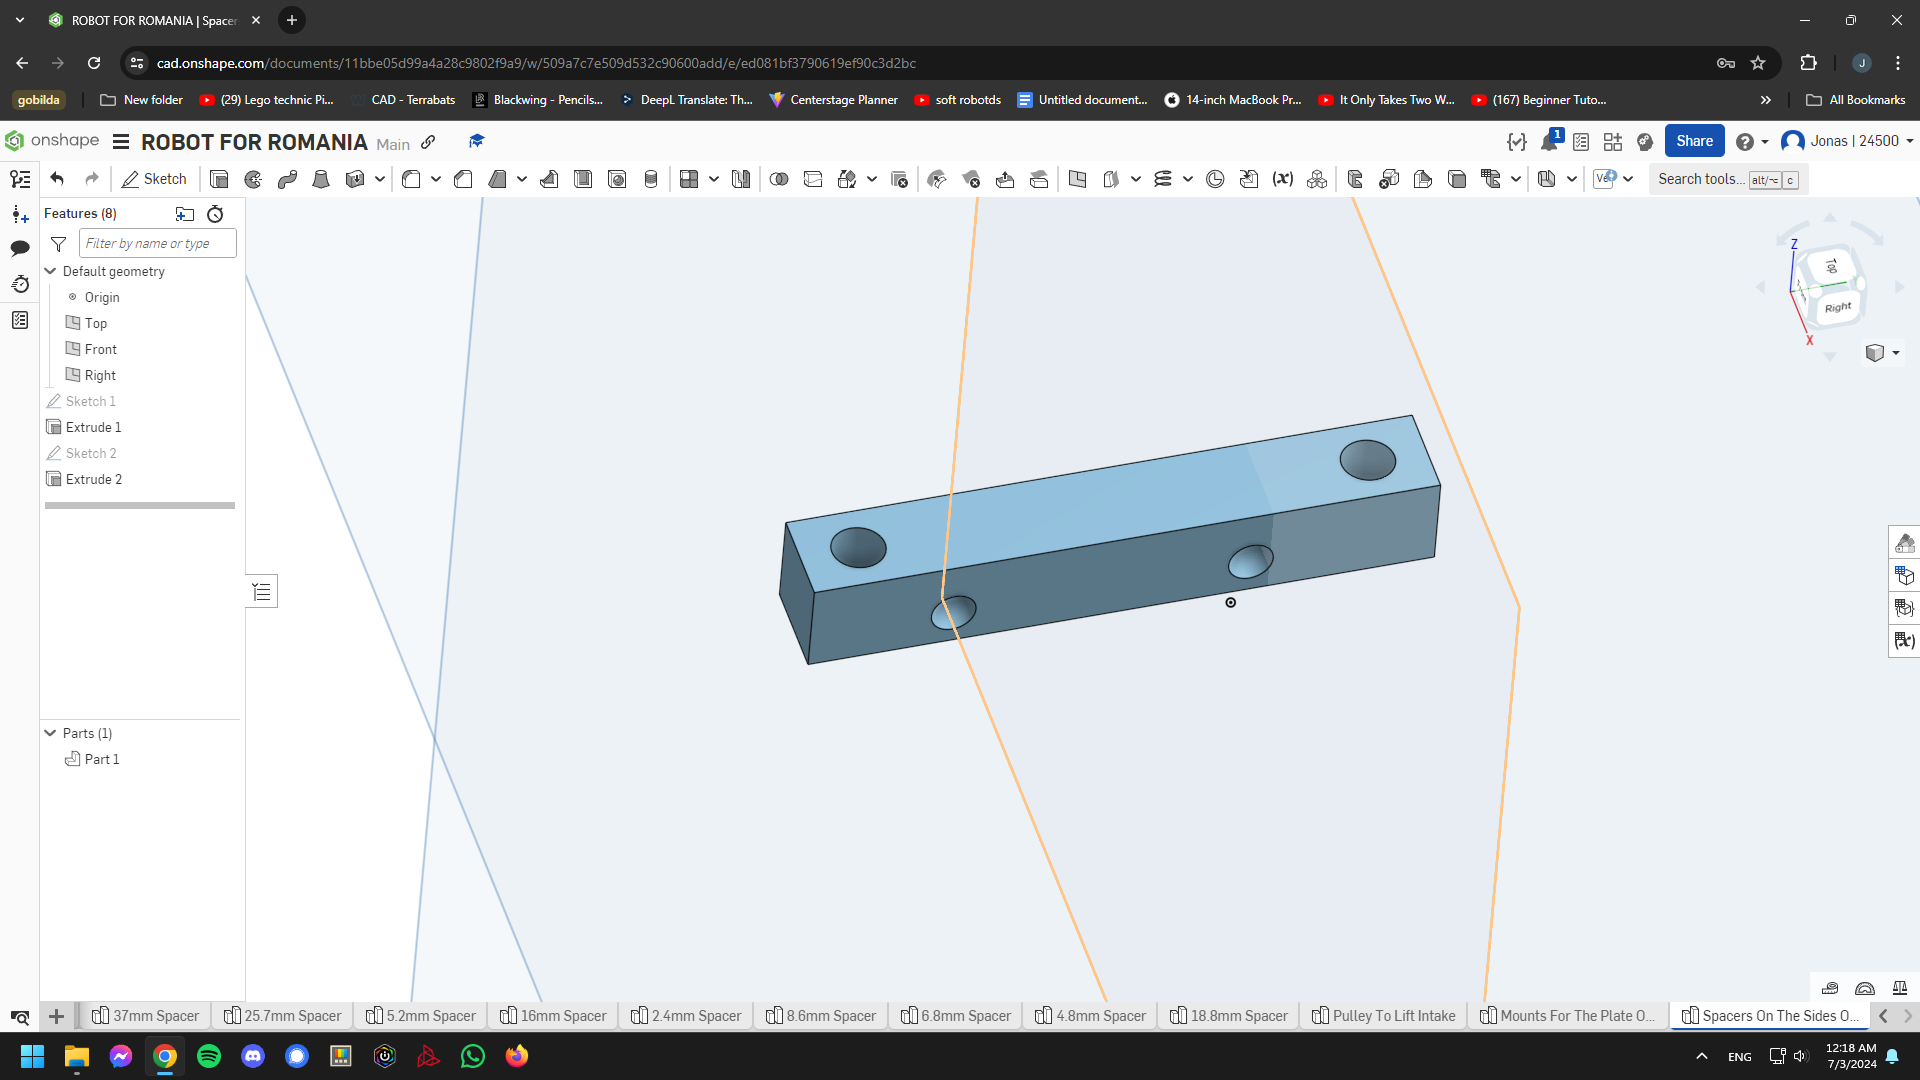 ROBOT FOR ROMANIA | Spacer
cad.onshape.com/documents/11bbe05d99a4a28c9802f9a9/w/509a7c7e509d532c90600add/e/ed081bf3790619ef90c3d2bc
J
gobilda
New folder
(29) Lego technic Pi...
CAD - Terrabats
Blackwing - Pencils...
DeepL Translate: Th...
Centerstage Planner
soft robotds
Untitled document...
14-inch MacBook Pr...
It Only Takes Two W...
(167) Beginner Tuto...
All Bookmarks
onshape
ROBOT FOR ROMANIA Main
1
Share
Jonas | 24500
Sketch
Search tools... alt/⌥ c
Features (8)
Filter by name or type
Default geometry
Origin
Top
Front
Right
Sketch 1
Extrude 1
Sketch 2
Extrude 2
Parts (1)
Part 1
Z
Top
Right
X
37mm Spacer
25.7mm Spacer
5.2mm Spacer
16mm Spacer
2.4mm Spacer
8.6mm Spacer
6.8mm Spacer
4.8mm Spacer
18.8mm Spacer
Pulley To Lift Intake
Mounts For The Plate O...
Spacers On The Sides O...
ENG
12:18 AM
7/3/2024